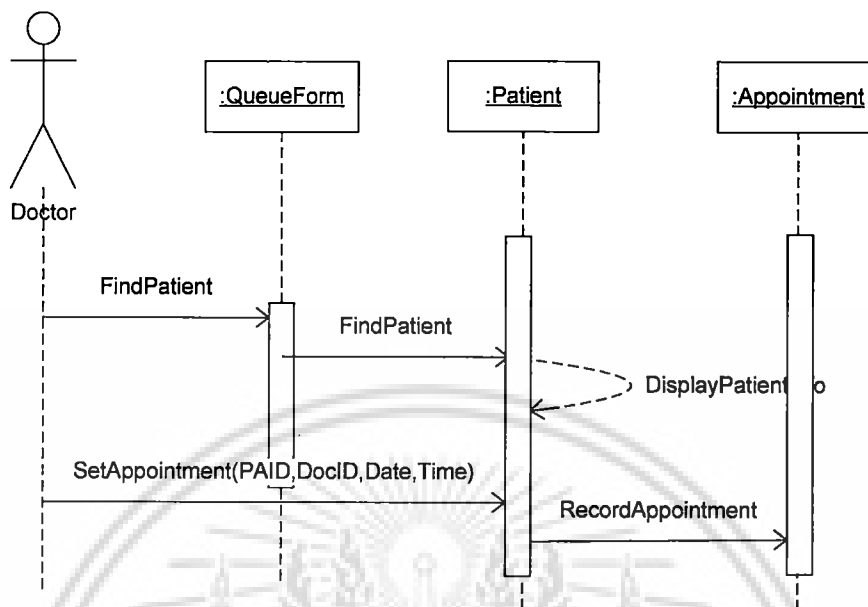 :QueueForm
:Patient
:Appointment
Doctor
FindPatient
FindPatient
SetAppointment(PAID,DocID,Date,Time)
RecordAppointment